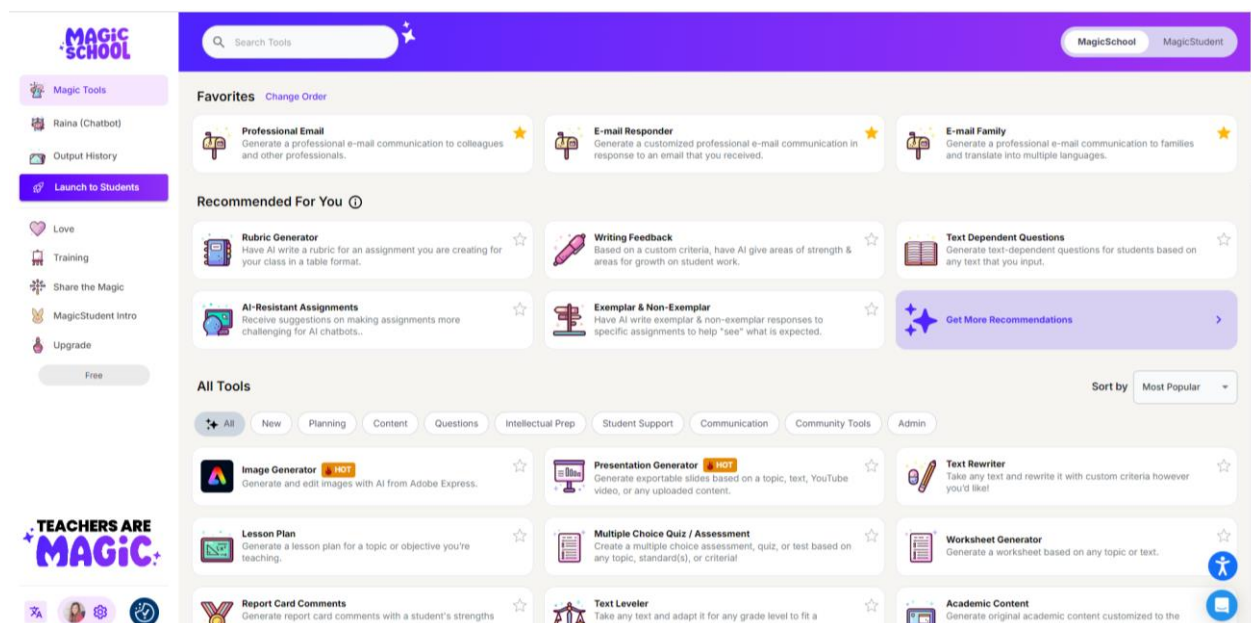 MAGiC
SCHOOL
Search Tools
MagicSchool
MagicStudent
Magic Tools
Raina (Chatbot)
Output History
Launch to Students
Love
Training
Share the Magic
MagicStudent Intro
Upgrade
Free
TEACHERS ARE
MAGiC
Favorites Change Order
Professional Email
Generate a professional e-mail communication to colleagues
and other professionals.
E-mail Responder
Generate a customized professional e-mail communication in
response to an email that you received.
E-mail Family
Generate a professional e-mail communication to families
and translate into multiple languages.
Recommended For You
Rubric Generator
Have AI write a rubric for an assignment you are creating for
your class in a table format.
Writing Feedback
Based on a custom criteria, have AI give areas of strength &
areas for growth on student work.
Text Dependent Questions
Generate text-dependent questions for students based on
any text that you input.
AI-Resistant Assignments
Receive suggestions on making assignments more
challenging for AI chatbots..
Exemplar & Non-Exemplar
Have AI write exemplar & non-exemplar responses to
specific assignments to help "see" what is expected.
Get More Recommendations
All Tools
Sort by Most Popular
All
New
Planning
Content
Questions
Intellectual Prep
Student Support
Communication
Community Tools
Admin
Image Generator HOT
Generate and edit images with AI from Adobe Express.
Presentation Generator HOT
Generate exportable slides based on a topic, text, YouTube
video, or any uploaded content.
Text Rewriter
Take any text and rewrite it with custom criteria however
you'd like!
Lesson Plan
Generate a lesson plan for a topic or objective you're
teaching.
Multiple Choice Quiz / Assessment
Create a multiple choice assessment, quiz, or test based on
any topic, standard(s), or criteria!
Worksheet Generator
Generate a worksheet based on any topic or text.
Report Card Comments
Generate report card comments with a student's strengths
Text Leveler
Take any text and adapt it for any grade level to fit a
Academic Content
Generate original academic content customized to the